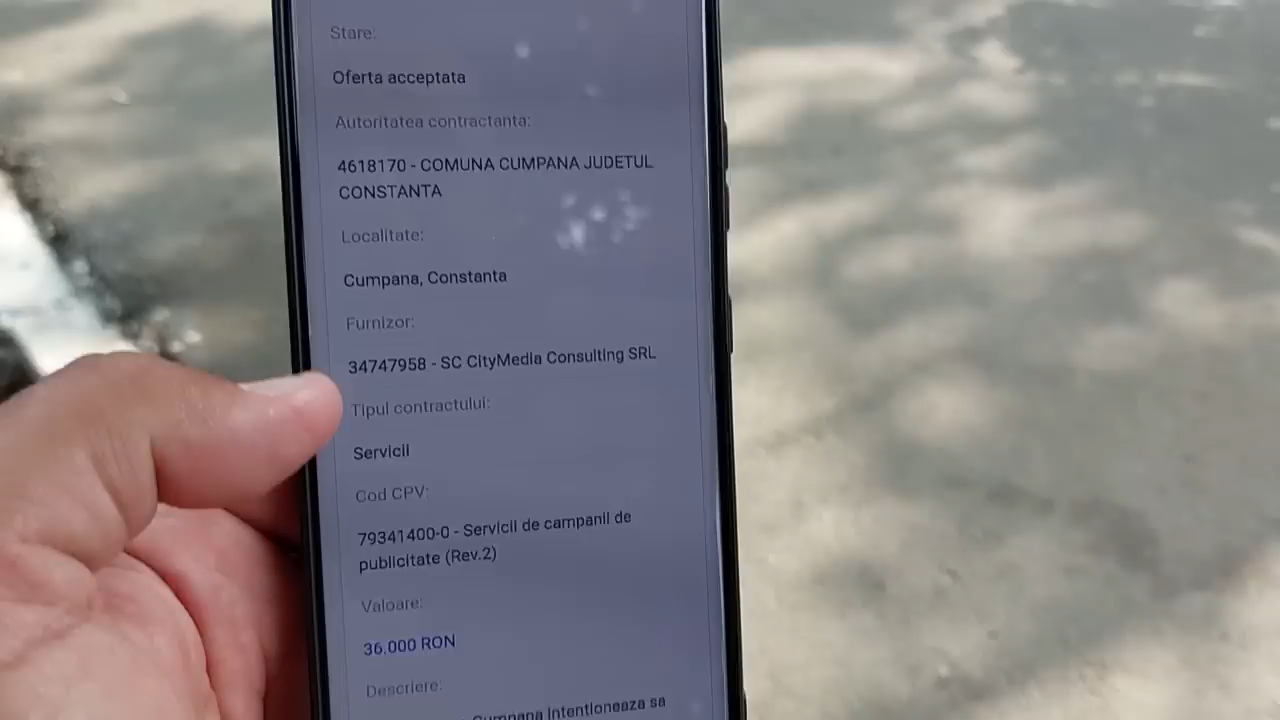 Stare:
Oferta acceptata
Autoritatea contractanta:
4618170 - COMUNA CUMPANA JUDETUL
CONSTANTA
Localitate:
Cumpana, Constanta
Furnizor:
34747958 - SC CityMedia Consulting SRL
Tipul contractului:
Servicii
Cod CPV:
79341400-0 - Servicii de campanii de
publicitate (Rev.2)
Valoare:
36.000 RON
Descriere:
Cumpana intentioneaza sa